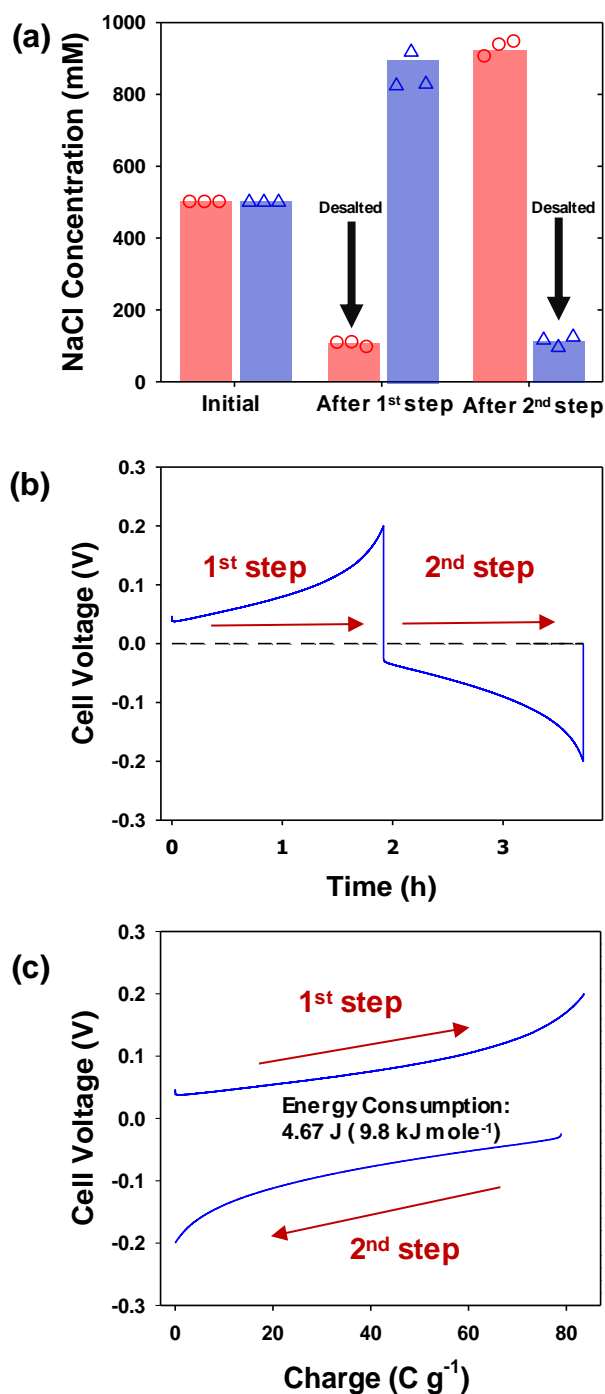 (a)
NaCl Concentration (mM)
1000
800
600
400
200
0
Desalted
Desalted
Initial
After 1st step
After 2nd step
(b)
Cell Voltage (V)
0.3
0.2
0.1
0.0
-0.1
-0.2
-0.3
1st step
2nd step
0
1
2
3
Time (h)
(c)
Cell Voltage (V)
0.3
0.2
0.1
0.0
-0.1
-0.2
-0.3
1st step
Energy Consumption:
4.67 J ( 9.8 kJ mole-1)
2nd step
0
20
40
60
80
Charge (C g-1)